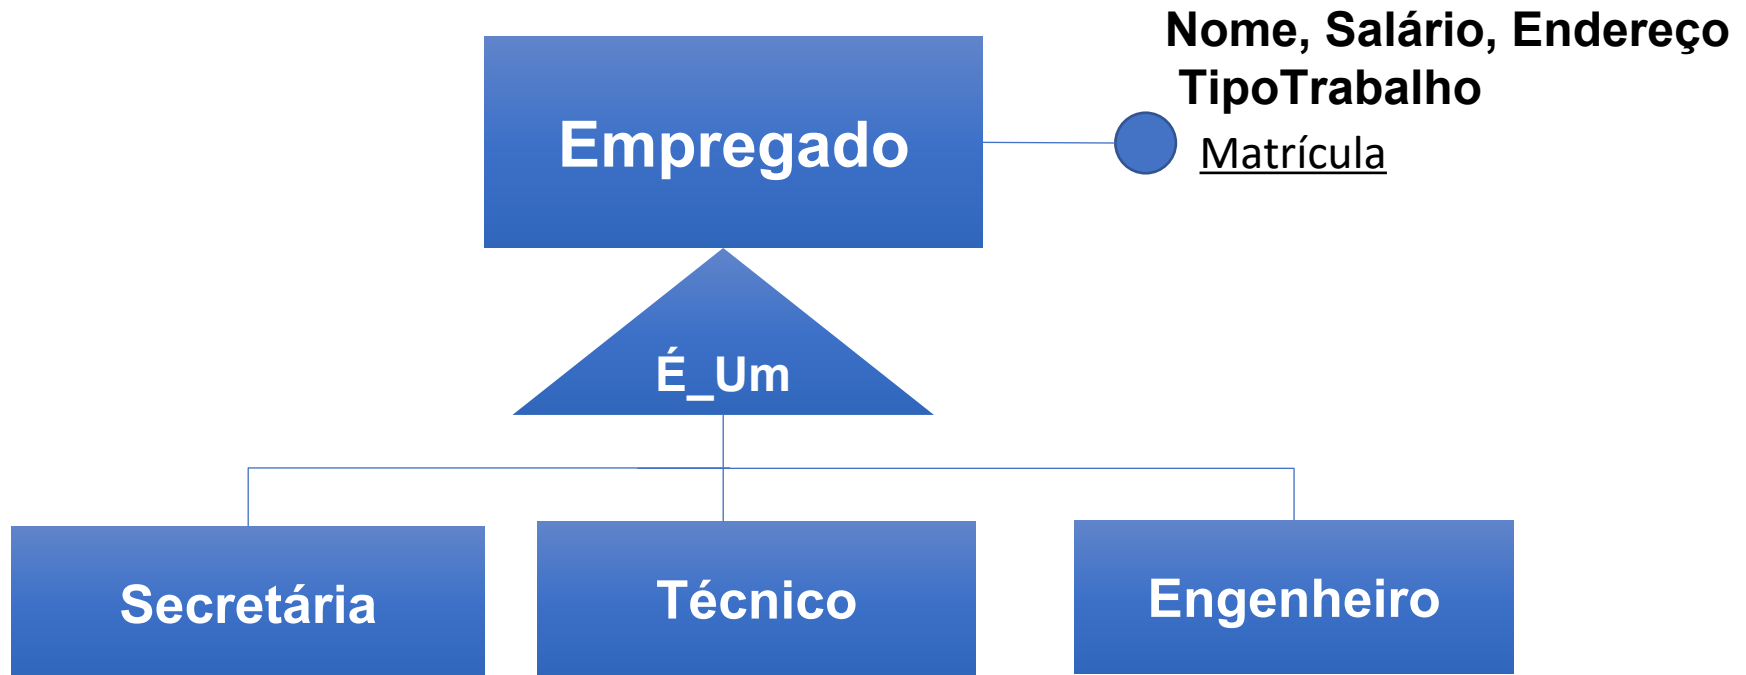 Nome, Salário, Endereço
TipoTrabalho
Matrícula
Empregado
É_Um
Secretária
Técnico
Engenheiro